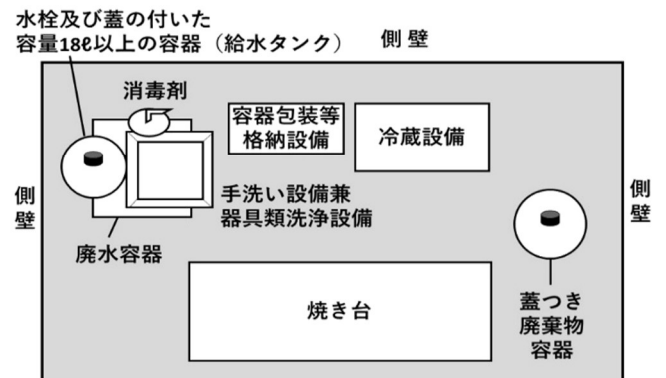 水栓及び蓋の付いた
容量18ℓ以上の容器（給水タンク）
側壁
消毒剤
容器包装等
格納設備
冷蔵設備
側
壁
側
壁
手洗い設備兼
器具類洗浄設備
廃水容器
焼き台
蓋つき
廃棄物
容器